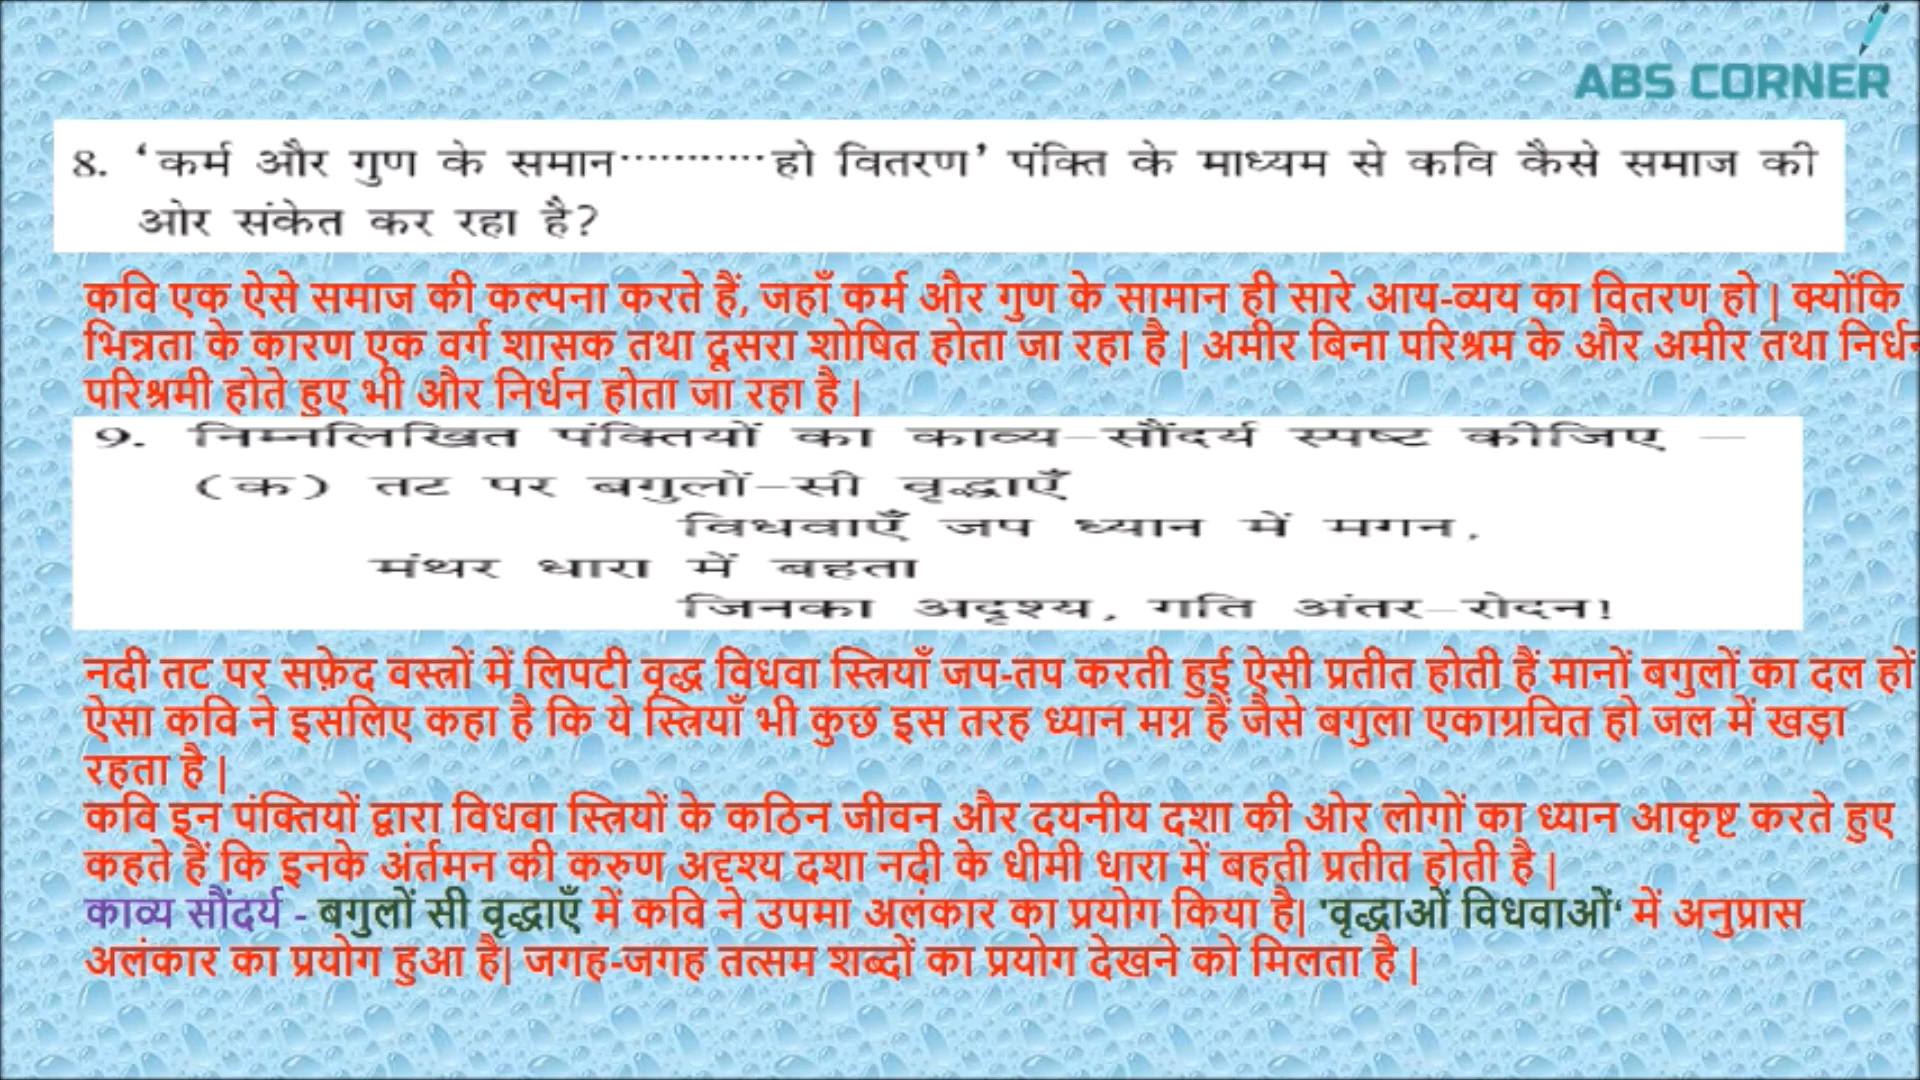 ABS CORNER
8. ‘कर्म और गुण के समान···········हो वितरण’ पंक्ति के माध्यम से कवि कैसे समाज की
ओर संकेत कर रहा है?
कवि एक ऐसे समाज की कल्पना करते हैं, जहाँ कर्म और गुण के सामान ही सारे आय-व्यय का वितरण हो | क्योंकि
भिन्नता के कारण एक वर्ग शासक तथा दूसरा शोषित होता जा रहा है | अमीर बिना परिश्रम के और अमीर तथा निर्धन
परिश्रमी होते हुए भी और निर्धन होता जा रहा है |
9. निम्नलिखित पंक्तियों का काव्य–सौंदर्य स्पष्ट कीजिए –
(क) तट पर बगुलों–सी वृद्धाएँ
विधवाएँ जप ध्यान में मगन,
मंथर धारा में बहता
जिनका अदृश्य, गति अंतर–रोदन!
नदी तट पर सफ़ेद वस्त्रों में लिपटी वृद्ध विधवा स्त्रियाँ जप-तप करती हुई ऐसी प्रतीत होती हैं मानों बगुलों का दल हों
ऐसा कवि ने इसलिए कहा है कि ये स्त्रियाँ भी कुछ इस तरह ध्यान मग्न हैं जैसे बगुला एकाग्रचित हो जल में खड़ा
रहता है |
कवि इन पंक्तियों द्वारा विधवा स्त्रियों के कठिन जीवन और दयनीय दशा की ओर लोगों का ध्यान आकृष्ट करते हुए
कहते हैं कि इनके अंर्तमन की करुण अदृश्य दशा नदी के धीमी धारा में बहती प्रतीत होती है |
काव्य सौंदर्य - बगुलों सी वृद्धाएँ में कवि ने उपमा अलंकार का प्रयोग किया है| 'वृद्धाओं विधवाओं‘ में अनुप्रास
अलंकार का प्रयोग हुआ है| जगह-जगह तत्सम शब्दों का प्रयोग देखने को मिलता है |